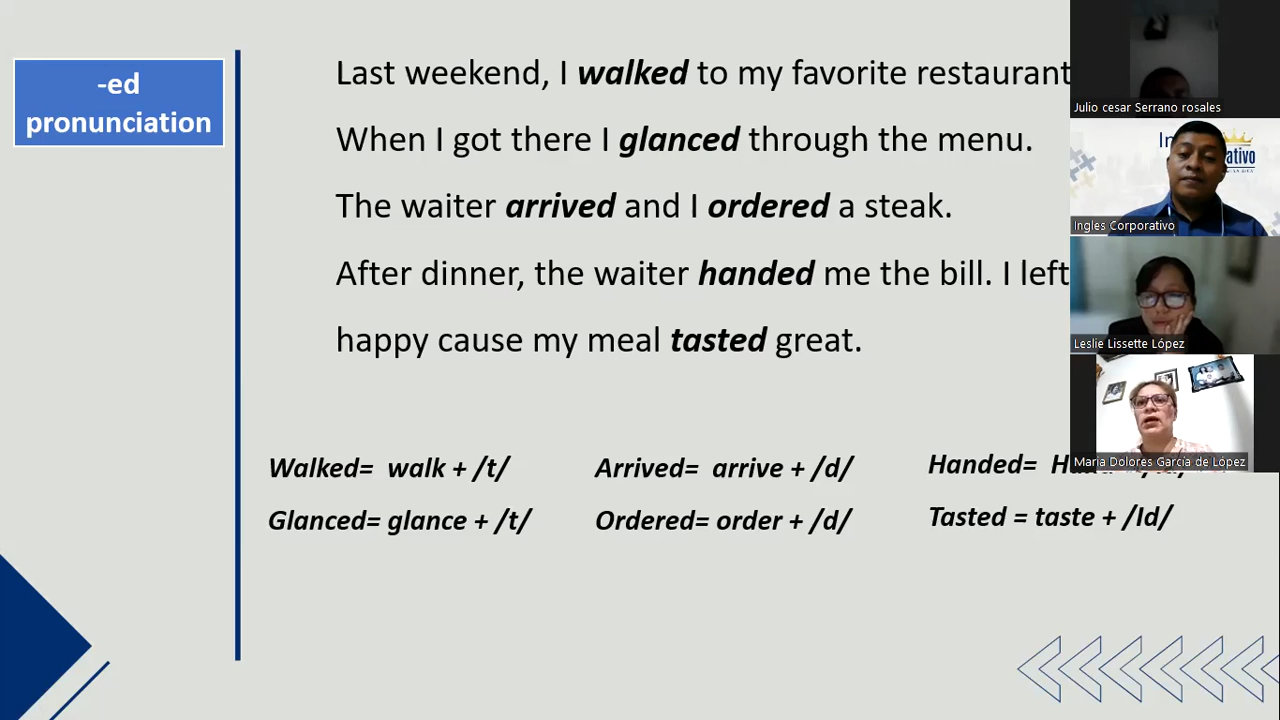 -ed
pronunciation
Last weekend, I walked to my favorite restaurant
When I got there I glanced through the menu.
The waiter arrived and I ordered a steak.
After dinner, the waiter handed me the bill. I left
happy cause my meal tasted great.
Walked= walk + /t/
Arrived= arrive + /d/
Handed=
Glanced= glance + /t/
Ordered= order + /d/
Tasted = taste + /Id/
Julio cesar Serrano rosales
Ingles Corporativo
Leslie Lissette López
Maria Dolores García de López